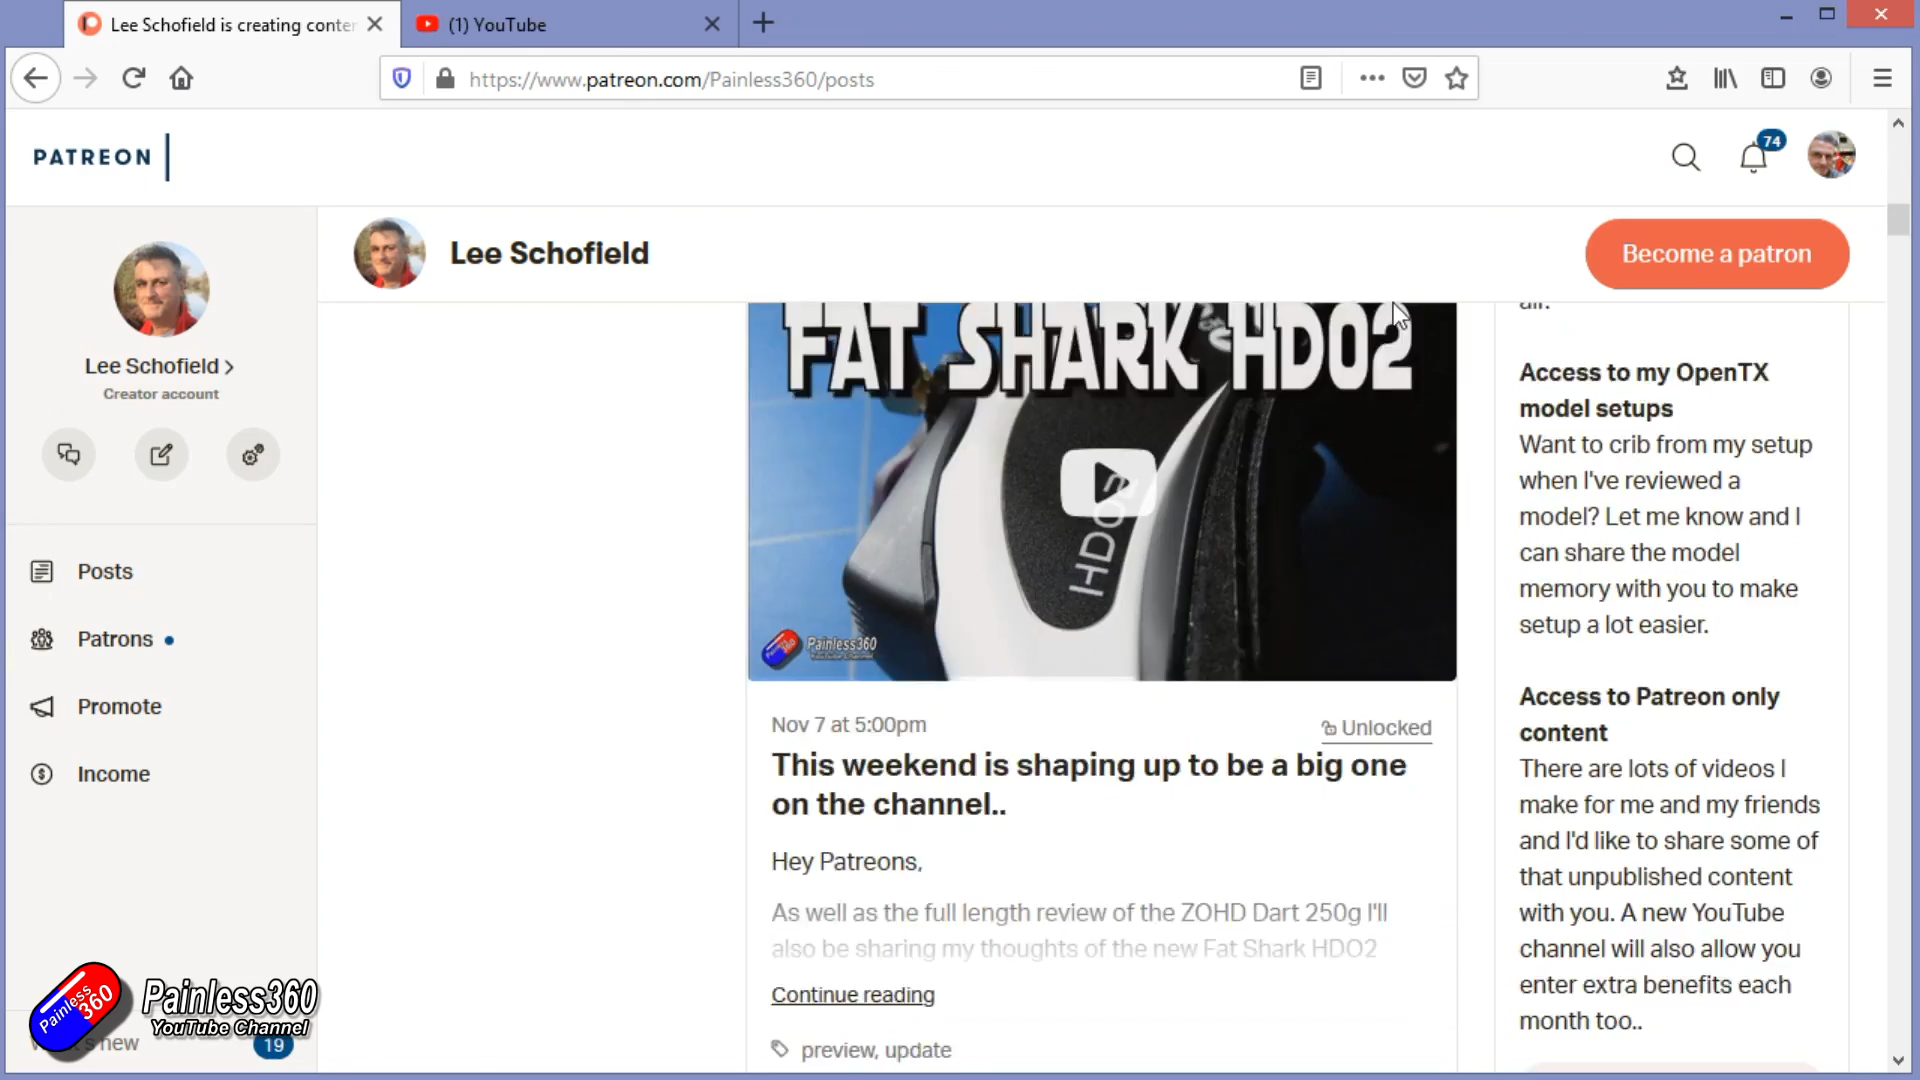 Lee Schofield is creating conter
(1) YouTube
https://www.patreon.com/Painless360/posts
PATREON
74
Lee Schofield
Become a patron
Lee Schofield
Creator account
Posts
Patrons
Promote
Income
19
FAT SHARK HDO2
HDO2
Painless360
Nov 7 at 5:00pm
Unlocked
This weekend is shaping up to be a big one
on the channel..
Hey Patreons,
As well as the full length review of the ZOHD Dart 250g I'll
also be sharing my thoughts of the new Fat Shark HDO2
Continue reading
preview, update
Access to my OpenTX
model setups
Want to crib from my setup
when I've reviewed a
model? Let me know and I
can share the model
memory with you to make
setup a lot easier.
Access to Patreon only
content
There are lots of videos I
make for me and my friends
and I'd like to share some of
that unpublished content
with you. A new YouTube
channel will also allow you
enter extra benefits each
month too..
Painless
360
Painless360
YouTube Channel